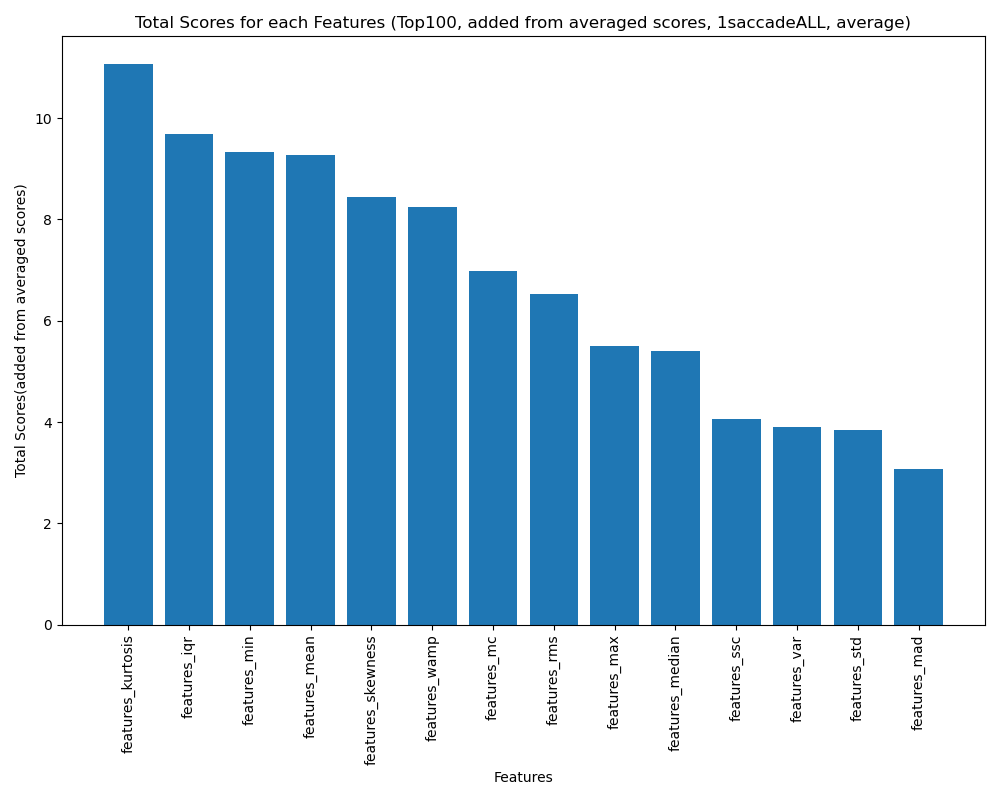 Total Scores for each Features (Top100, added from averaged scores, 1saccadeALL, average)
Total Scores(added from averaged scores)
10
8
6
4
2
0
features_kurtosis
features_iqr
features_min
features_mean
features_skewness
features_wamp
features_mc
features_rms
features_max
features_median
features_ssc
features_var
features_std
features_mad
Features